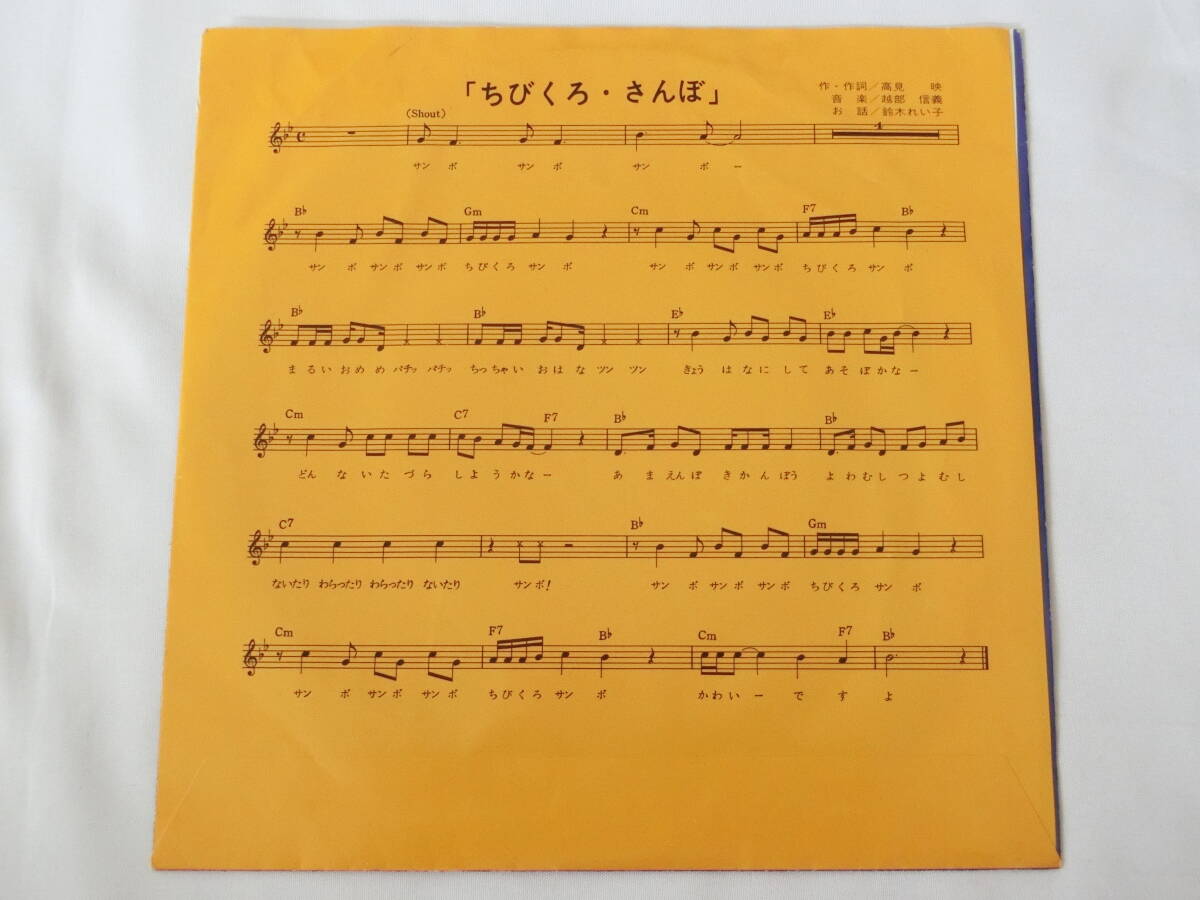 「ちびくろ・さんぼ」
作・作詞／高見 映
音 楽／越部 信義
お 話／鈴木れい子
(Shout)
4
サン ボ サン ボ サン ボ ー
B♭ Gm Cm F7 B♭
サン ボ サンボ サンボ ちびくろ サン ボ サン ボ サンボ サンボ ちびくろ サン ボ
B♭ B♭ E♭ E♭
まるい おめめ パチッ パチッ ちっちゃい おはな ツン ツン きょう はなにして あそぼかなー
Cm C7 F7 B♭ B♭
どん ないたづら しようかなー あまえんぼ きかんぼう よわむし つよむし
C7 B♭ Gm
ないたり わらったり わらったり ないたり サンボ! サン ボ サンボ サンボ ちびくろ サン ボ
Cm F7 B♭ Cm F7 B♭
サン ボ サンボ サンボ ちびくろ サン ボ かわいーです よ